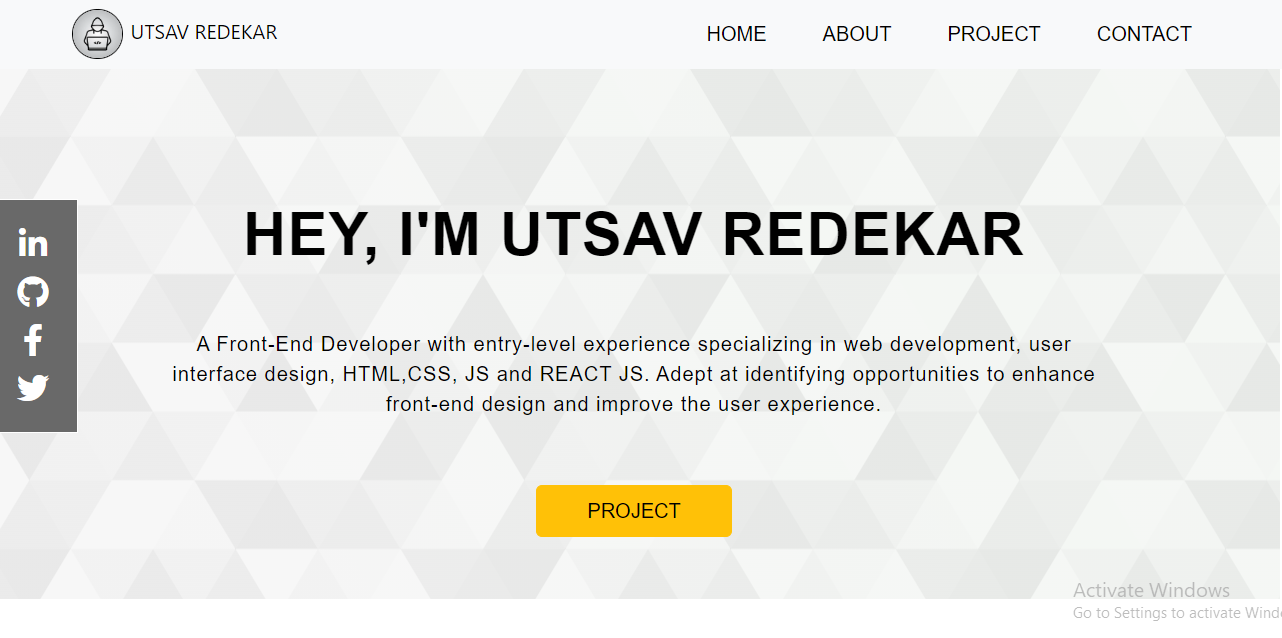 UTSAV REDEKAR
HOME ABOUT PROJECT CONTACT
HEY, I'M UTSAV REDEKAR
in
A Front-End Developer with entry-level experience specializing in web development, user
interface design, HTML,CSS, JS and REACT JS. Adept at identifying opportunities to enhance
front-end design and improve the user experience.
PROJECT
Activate Windows
Go to Settings to activate Wind